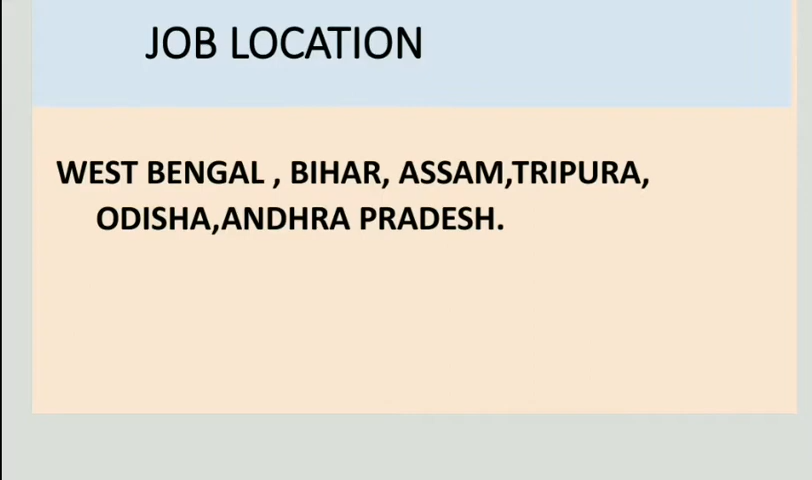 JOB LOCATION
WEST BENGAL , BIHAR, ASSAM,TRIPURA,
ODISHA,ANDHRA PRADESH.